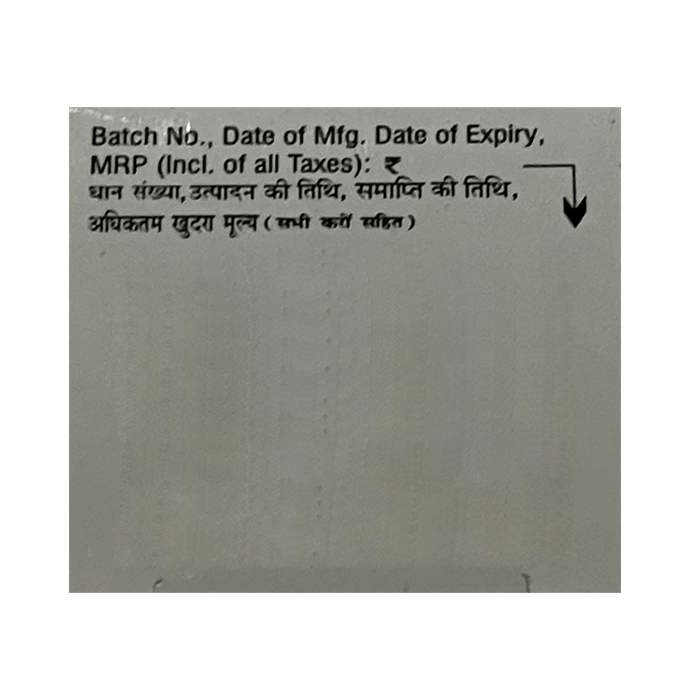 Batch No., Date of Mfg. Date of Expiry,
MRP (Incl. of all Taxes): ₹
घान संख्या, उत्पादन की तिथि, समाप्ति की तिथि,
अधिकतम खुदरा मूल्य ( सभी करों सहित )